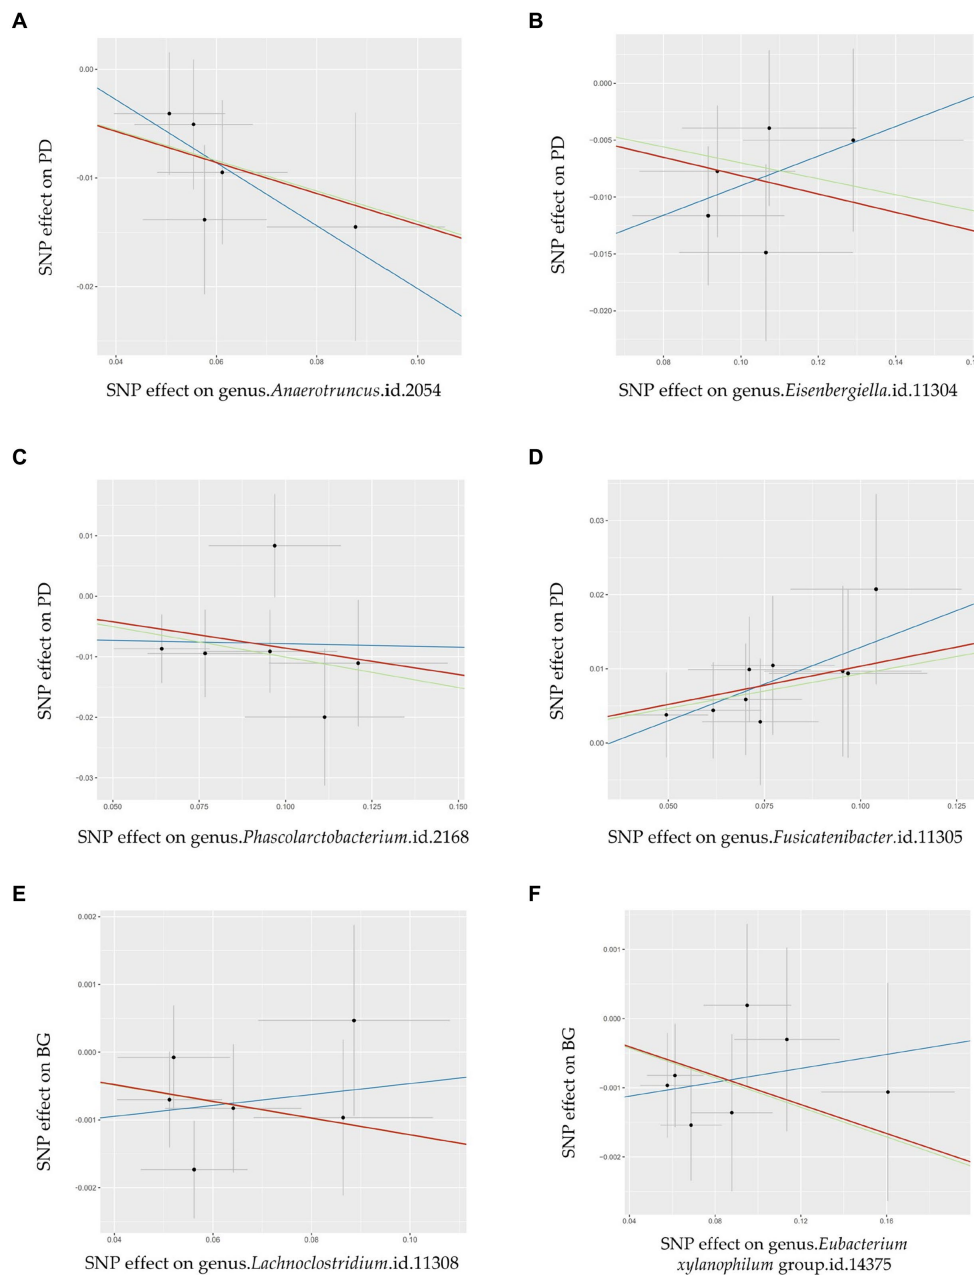 A
SNP effect on PD
0.00
−0.01
−0.02
0.04 0.06 0.08 0.10
SNP effect on genus.Anaerotruncus.id.2054
B
SNP effect on PD
0.000
−0.005
−0.010
−0.015
−0.020
0.08 0.10 0.12 0.14 0.16
SNP effect on genus.Eisenbergiella.id.11304
C
SNP effect on PD
0.01
0.00
−0.01
−0.02
−0.03
0.050 0.075 0.100 0.125 0.150
SNP effect on genus.Phascolarctobacterium.id.2168
D
SNP effect on PD
0.03
0.02
0.01
0.00
0.050 0.075 0.100 0.125
SNP effect on genus.Fusicatenibacter.id.11305
E
SNP effect on BG
0.002
0.001
0.000
−0.001
−0.002
0.04 0.06 0.08 0.10
SNP effect on genus.Lachnoclostridium.id.11308
F
SNP effect on BG
0.001
0.000
−0.001
−0.002
0.04 0.08 0.12 0.16
SNP effect on genus.Eubacterium
xylanophilum group.id.14375